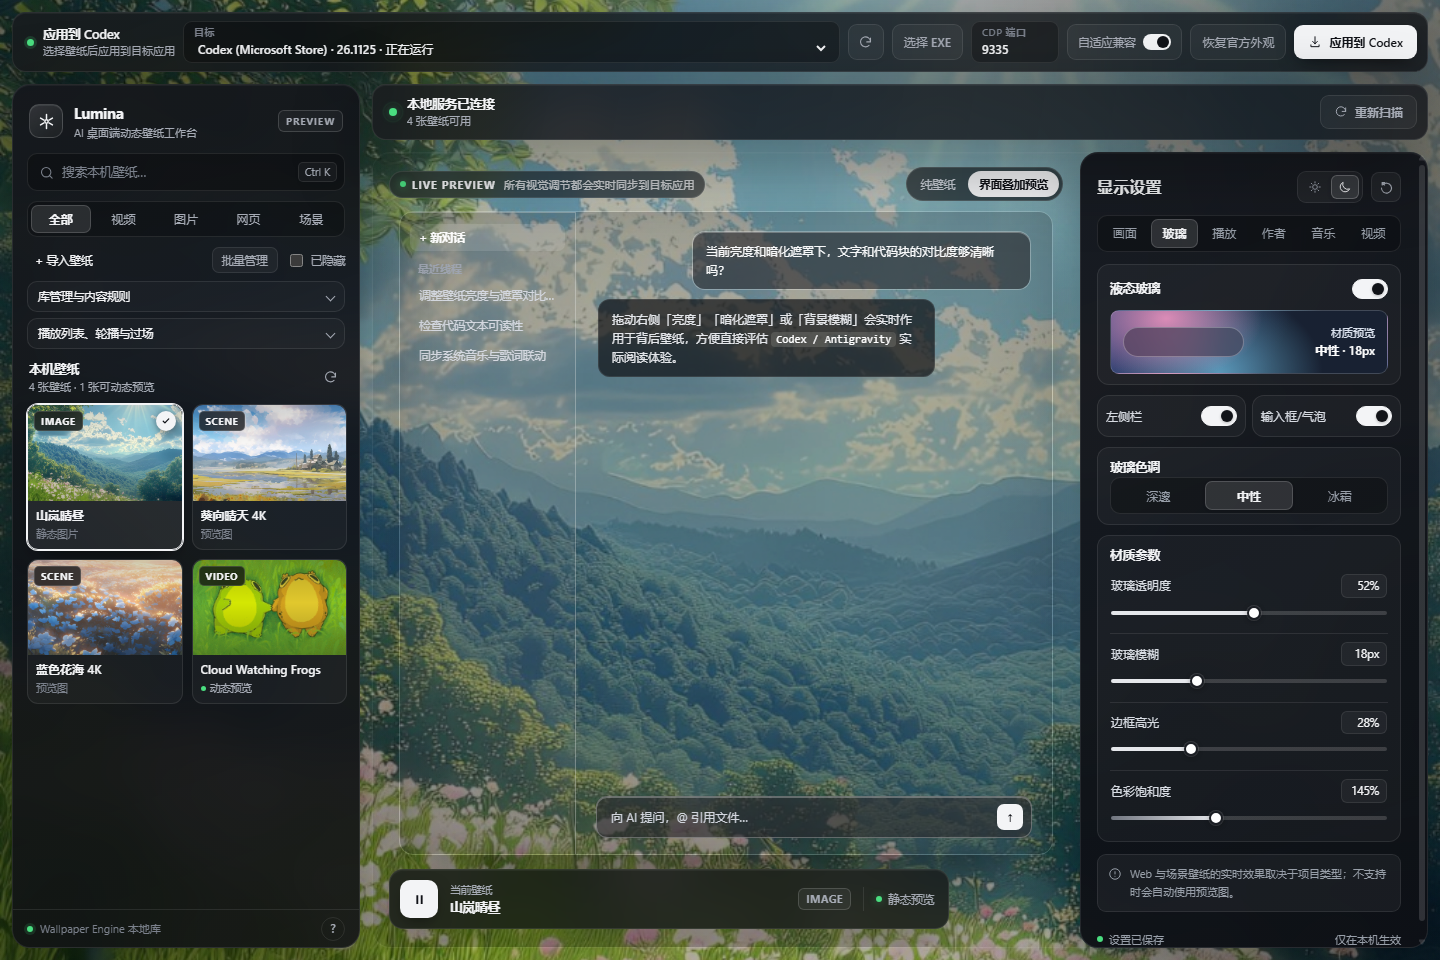 应用到 Codex
选择壁纸后应用到目标应用
目标
Codex (Microsoft Store) · 26.1125 · 正在运行
选择 EXE
CDP 端口
9335
自适应兼容
恢复官方外观
应用到 Codex
Lumina
AI 桌面端动态壁纸工作台
PREVIEW
搜索本机壁纸...
Ctrl K
全部
视频
图片
网页
场景
+ 导入壁纸
批量管理
已隐藏
库管理与内容规则
播放列表、轮播与过场
本机壁纸
4 张壁纸 · 1 张可动态预览
IMAGE
山岚晴昼
静态图片
SCENE
葵向晴天 4K
预览图
SCENE
蓝色花海 4K
预览图
VIDEO
Cloud Watching Frogs
动态预览
Wallpaper Engine 本地库
?
本地服务已连接
4 张壁纸可用
重新扫描
LIVE PREVIEW 所有视觉调节都会实时同步到目标应用
纯壁纸
界面叠加预览
+ 新对话
最近线程
调整壁纸亮度与遮罩对比...
检查代码文本可读性
同步系统音乐与歌词联动
当前亮度和暗化遮罩下，文字和代码块的对比度够清晰
吗？
拖动右侧「亮度」「暗化遮罩」或「背景模糊」会实时作
用于背后壁纸，方便直接评估 Codex / Antigravity 实
际阅读体验。
向 AI 提问，@ 引用文件...
↑
当前壁纸
山岚晴昼
IMAGE
静态预览
显示设置
画面
玻璃
播放
作者
音乐
视频
液态玻璃
材质预览
中性 · 18px
左侧栏
输入框/气泡
玻璃色调
深邃
中性
冰霜
材质参数
玻璃透明度
52%
玻璃模糊
18px
边框高光
28%
色彩饱和度
145%
Web 与场景壁纸的实时效果取决于项目类型；不支持
时会自动使用预览图。
设置已保存
仅在本机生效